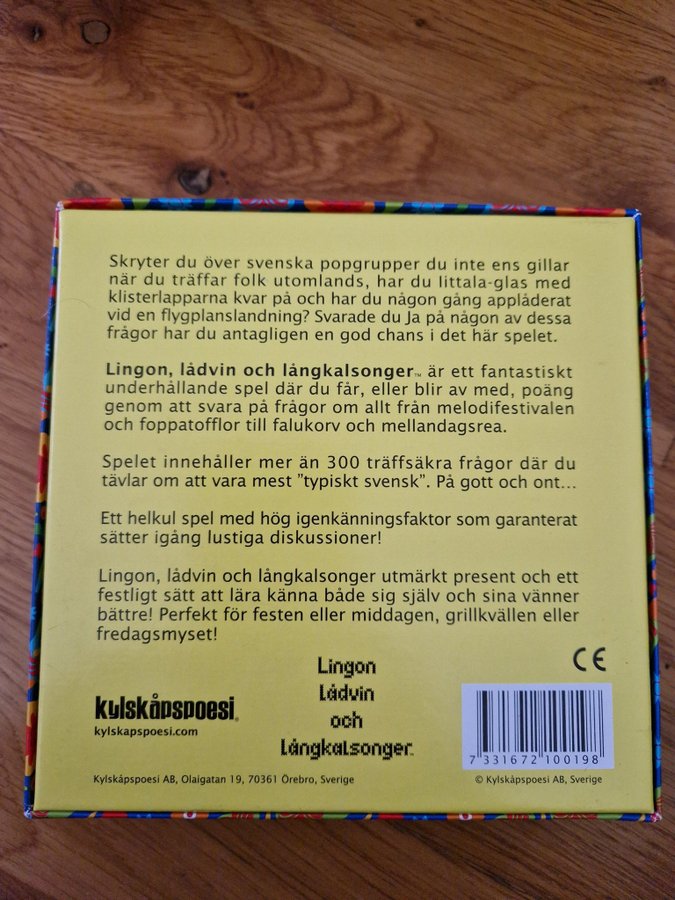 Skryter du över svenska popgrupper du inte ens gillar
när du träffar folk utomlands, har du Iittala-glas med
klisterlapparna kvar på och har du någon gång applåderat
vid en flygplanslandning? Svarade du Ja på någon av dessa
frågor har du antagligen en god chans i det här spelet.
Lingon, lådvin och långkalsonger™ är ett fantastiskt
underhållande spel där du får, eller blir av med, poäng
genom att svara på frågor om allt från melodifestivalen
och foppatofflor till falukorv och mellandagsrea.
Spelet innehåller mer än 300 träffsäkra frågor där du
tävlar om att vara mest ”typiskt svensk”. På gott och ont...
Ett helkul spel med hög igenkänningsfaktor som garanterat
sätter igång lustiga diskussioner!
Lingon, lådvin och långkalsonger utmärkt present och ett
festligt sätt att lära känna både sig själv och sina vänner
bättre! Perfekt för festen eller middagen, grillkvällen eller
fredagsmyset!
CE
Lingon
lådvin
och
långkalsonger™
kylskåpspoesi®
kylskapspoesi.com
7 331672 100198
Kylskåpspoesi AB, Olaigatan 19, 70361 Örebro, Sverige
© Kylskåpspoesi AB, Sverige